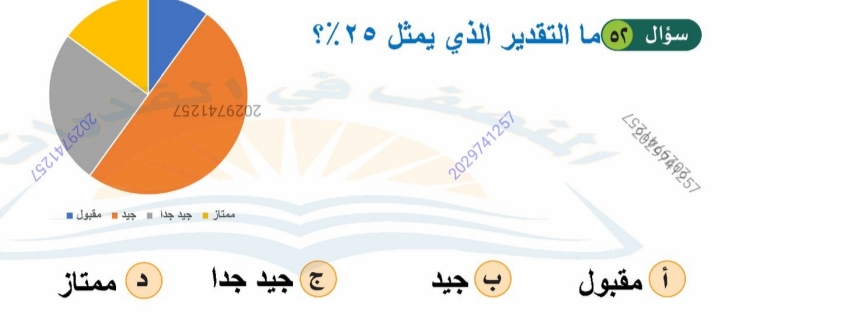 سؤال ٥٢ ما التقدير الذي يمثل ٢٥٪؟
2029741257
2029741257
2029741257
2029741257
مقبول جيد جيد جدا ممتاز
أ مقبول ب جيد ج جيد جدا د ممتاز